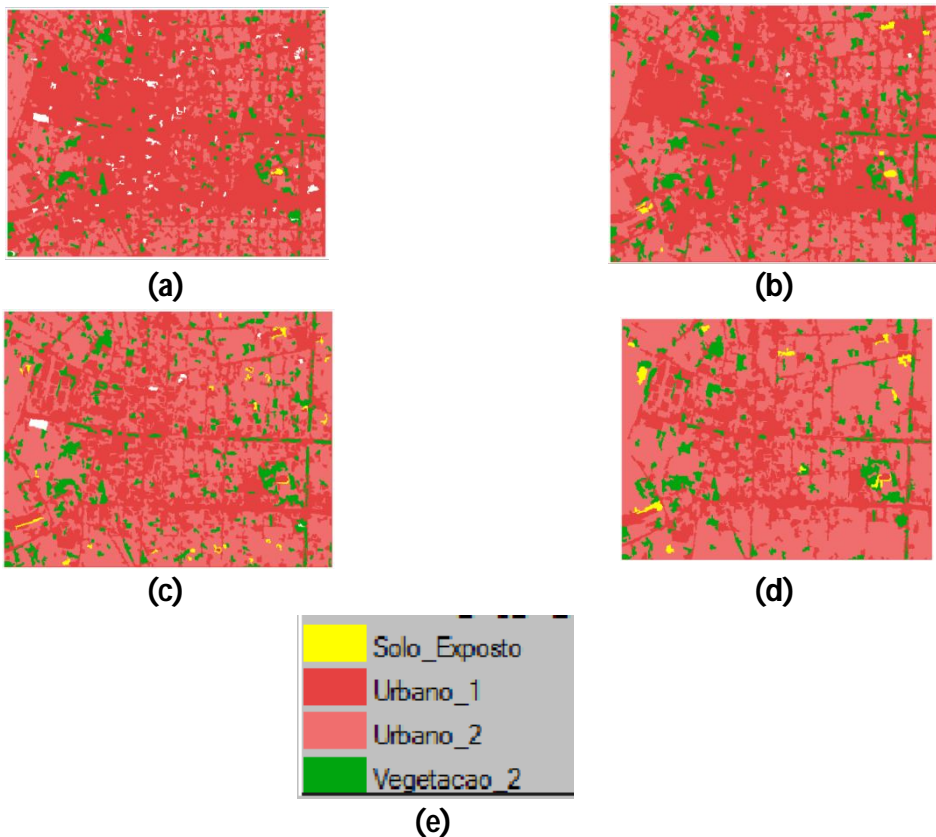 (a)
(b)
(c)
(d)
Solo_Exposto
Urbano_1
Urbano_2
Vegetacao_2
(e)